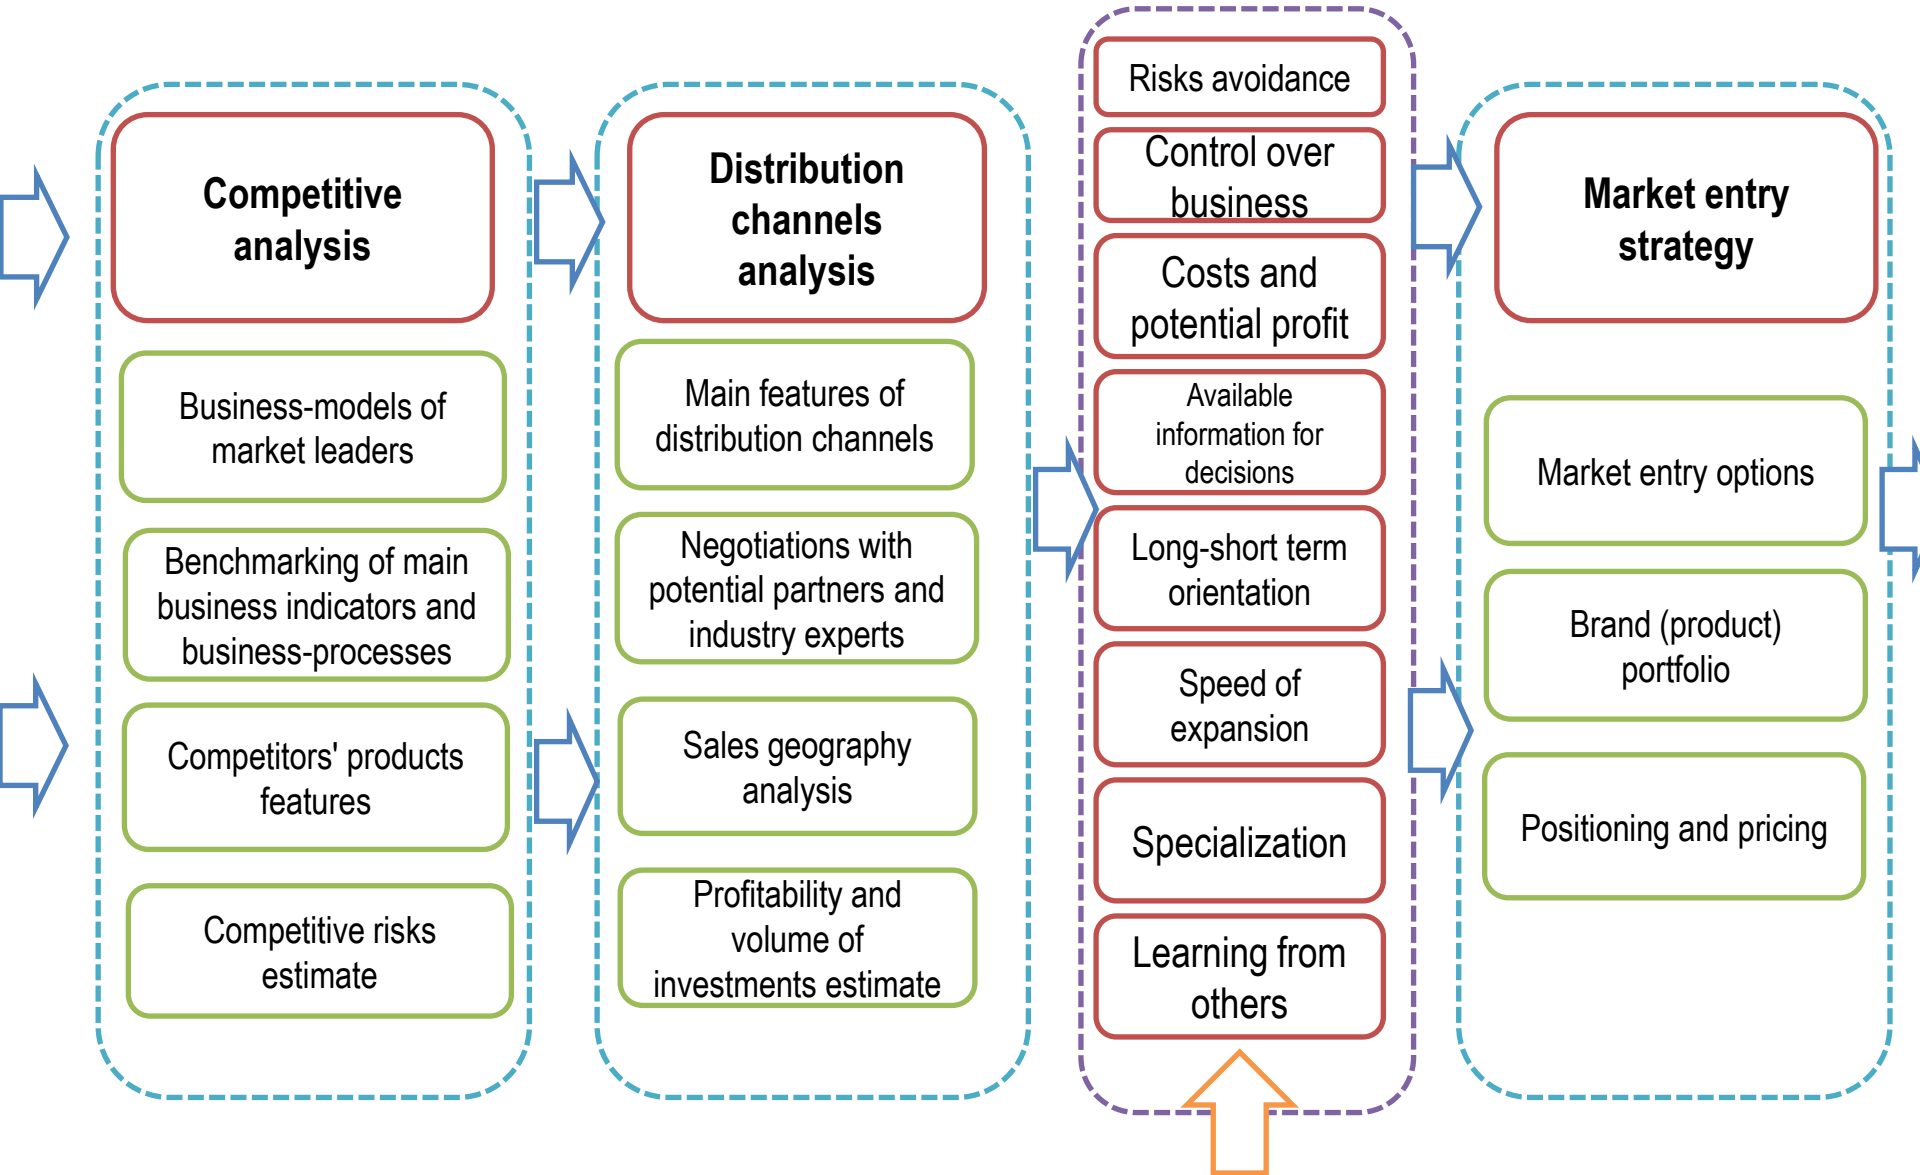 Competitive
analysis
Business-models of
market leaders
Benchmarking of main
business indicators and
business-processes
Competitors' products
features
Competitive risks
estimate
Distribution
channels
analysis
Main features of
distribution channels
Negotiations with
potential partners and
industry experts
Sales geography
analysis
Profitability and
volume of
investments estimate
Risks avoidance
Control over
business
Costs and
potential profit
Available
information for
decisions
Long-short term
orientation
Speed of
expansion
Specialization
Learning from
others
Market entry
strategy
Market entry options
Brand (product)
portfolio
Positioning and pricing